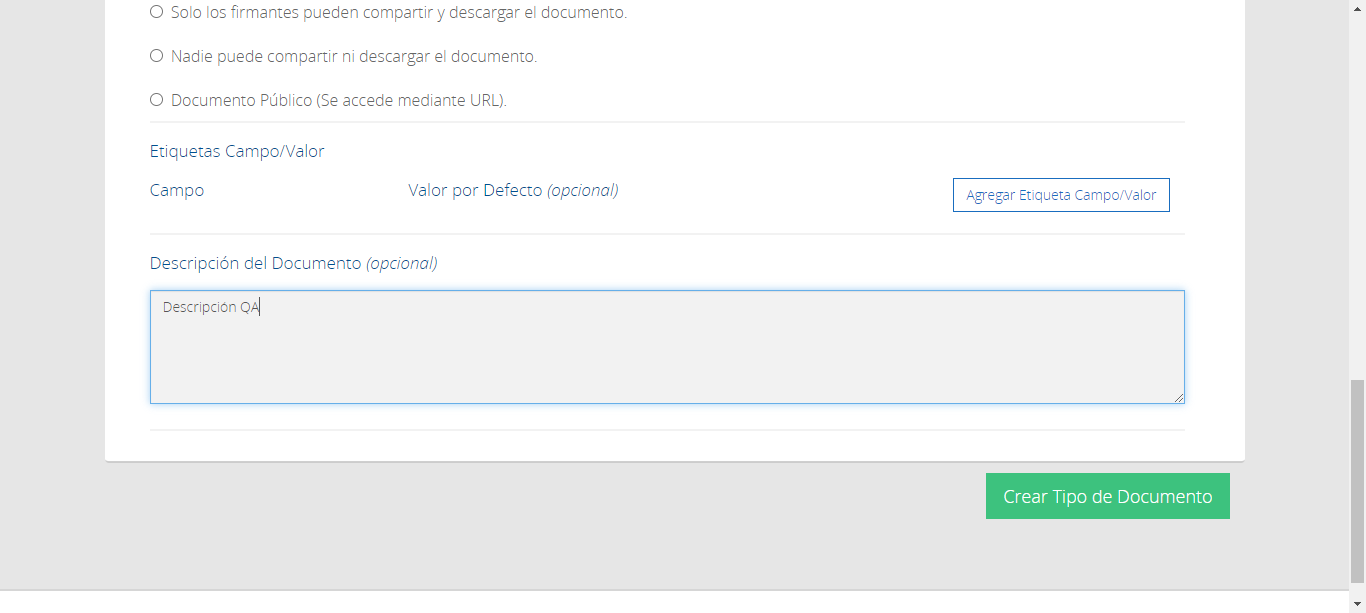 Solo los firmantes pueden compartir y descargar el documento.
Nadie puede compartir ni descargar el documento.
Documento Público (Se accede mediante URL).
Etiquetas Campo/Valor
Campo
Valor por Defecto (opcional)
Agregar Etiqueta Campo/Valor
Descripción del Documento (opcional)
Descripción QA
Crear Tipo de Documento